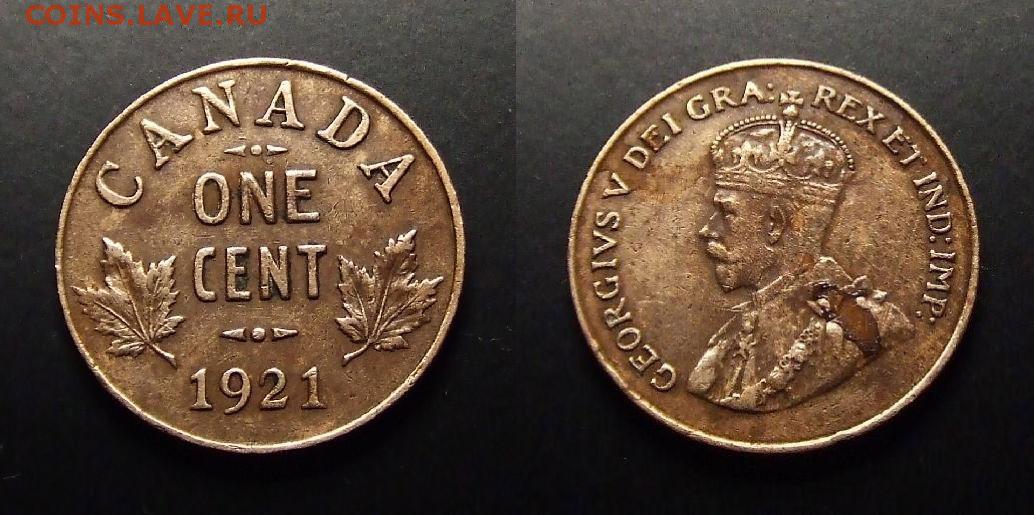 COINS.LAVE.RU
CANADA
ONE
CENT
1921
GEORGIVS V DEI GRA: REX ET IND: IMP.